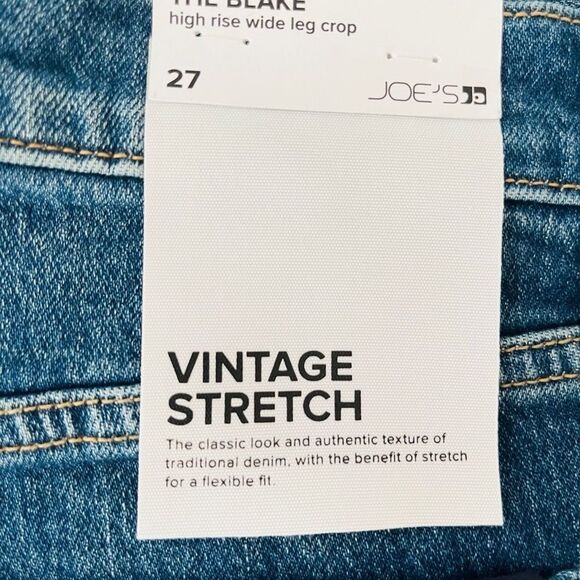 THE BLAKE
high rise wide leg crop
27
JOE'S
VINTAGE
STRETCH
The classic look and authentic texture of
traditional denim, with the benefit of stretch
for a flexible fit.